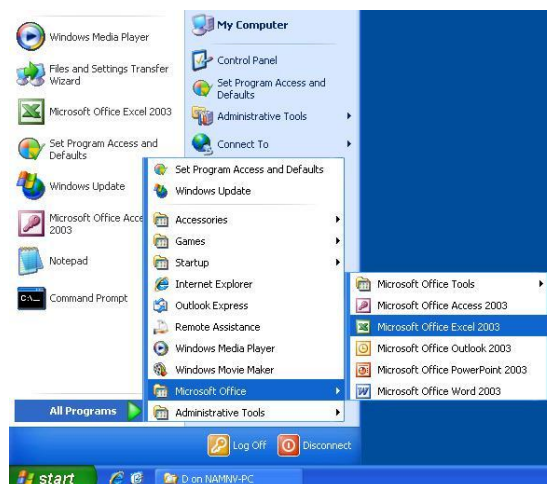 Windows Media Player
Files and Settings Transfer
Wizard
Microsoft Office Excel 2003
Set Program Access and
Defaults
Windows Update
Microsoft Office Acce
2003
Notepad
C:\_
Command Prompt
All Programs
My Computer
Control Panel
Set Program Access and
Defaults
Administrative Tools
Connect To
Set Program Access and Defaults
Windows Update
Accessories
Games
Startup
Internet Explorer
Outlook Express
Remote Assistance
Windows Media Player
Windows Movie Maker
Microsoft Office
Administrative Tools
Microsoft Office Tools
Microsoft Office Access 2003
Microsoft Office Excel 2003
Microsoft Office Outlook 2003
Microsoft Office PowerPoint 2003
Microsoft Office Word 2003
Log Off
Disconnect
start
D on NAMNV-PC